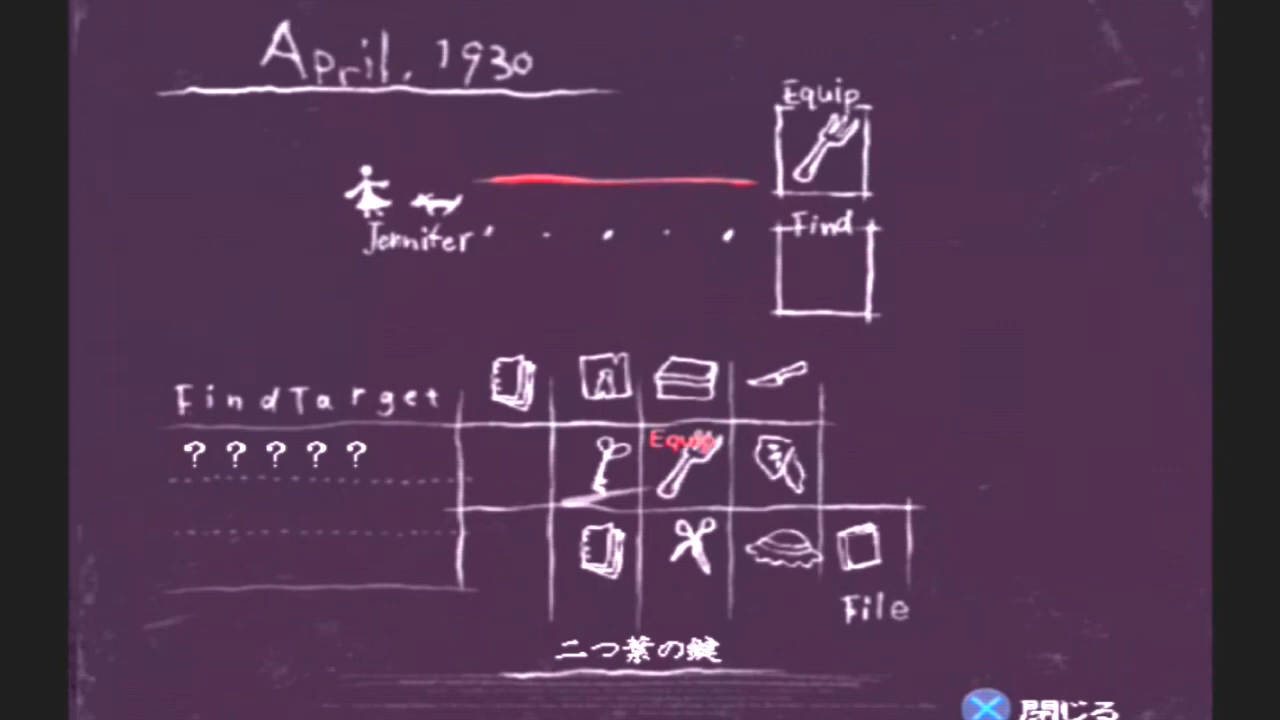 April. 1930
Equip
Find
Jennifer
FindTarget
Equip
? ? ? ? ?
File
二つ葉の鍵
閉じる